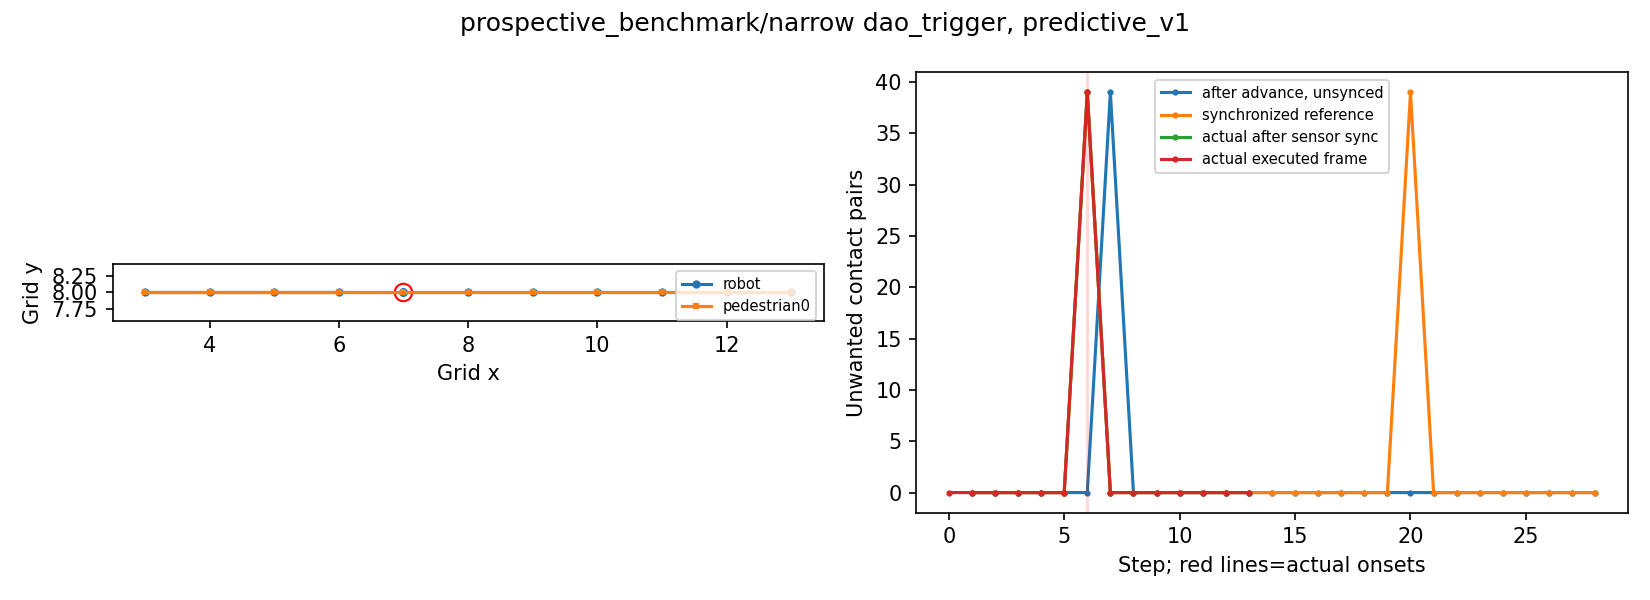 prospective_benchmark/narrow dao_trigger, predictive_v1
Grid y
8.25
8.00
7.75
robot
pedestrian0
4
6
8
10
12
Grid x
Unwanted contact pairs
40
35
30
25
20
15
10
5
0
after advance, unsynced
synchronized reference
actual after sensor sync
actual executed frame
0
5
10
15
20
25
Step; red lines=actual onsets